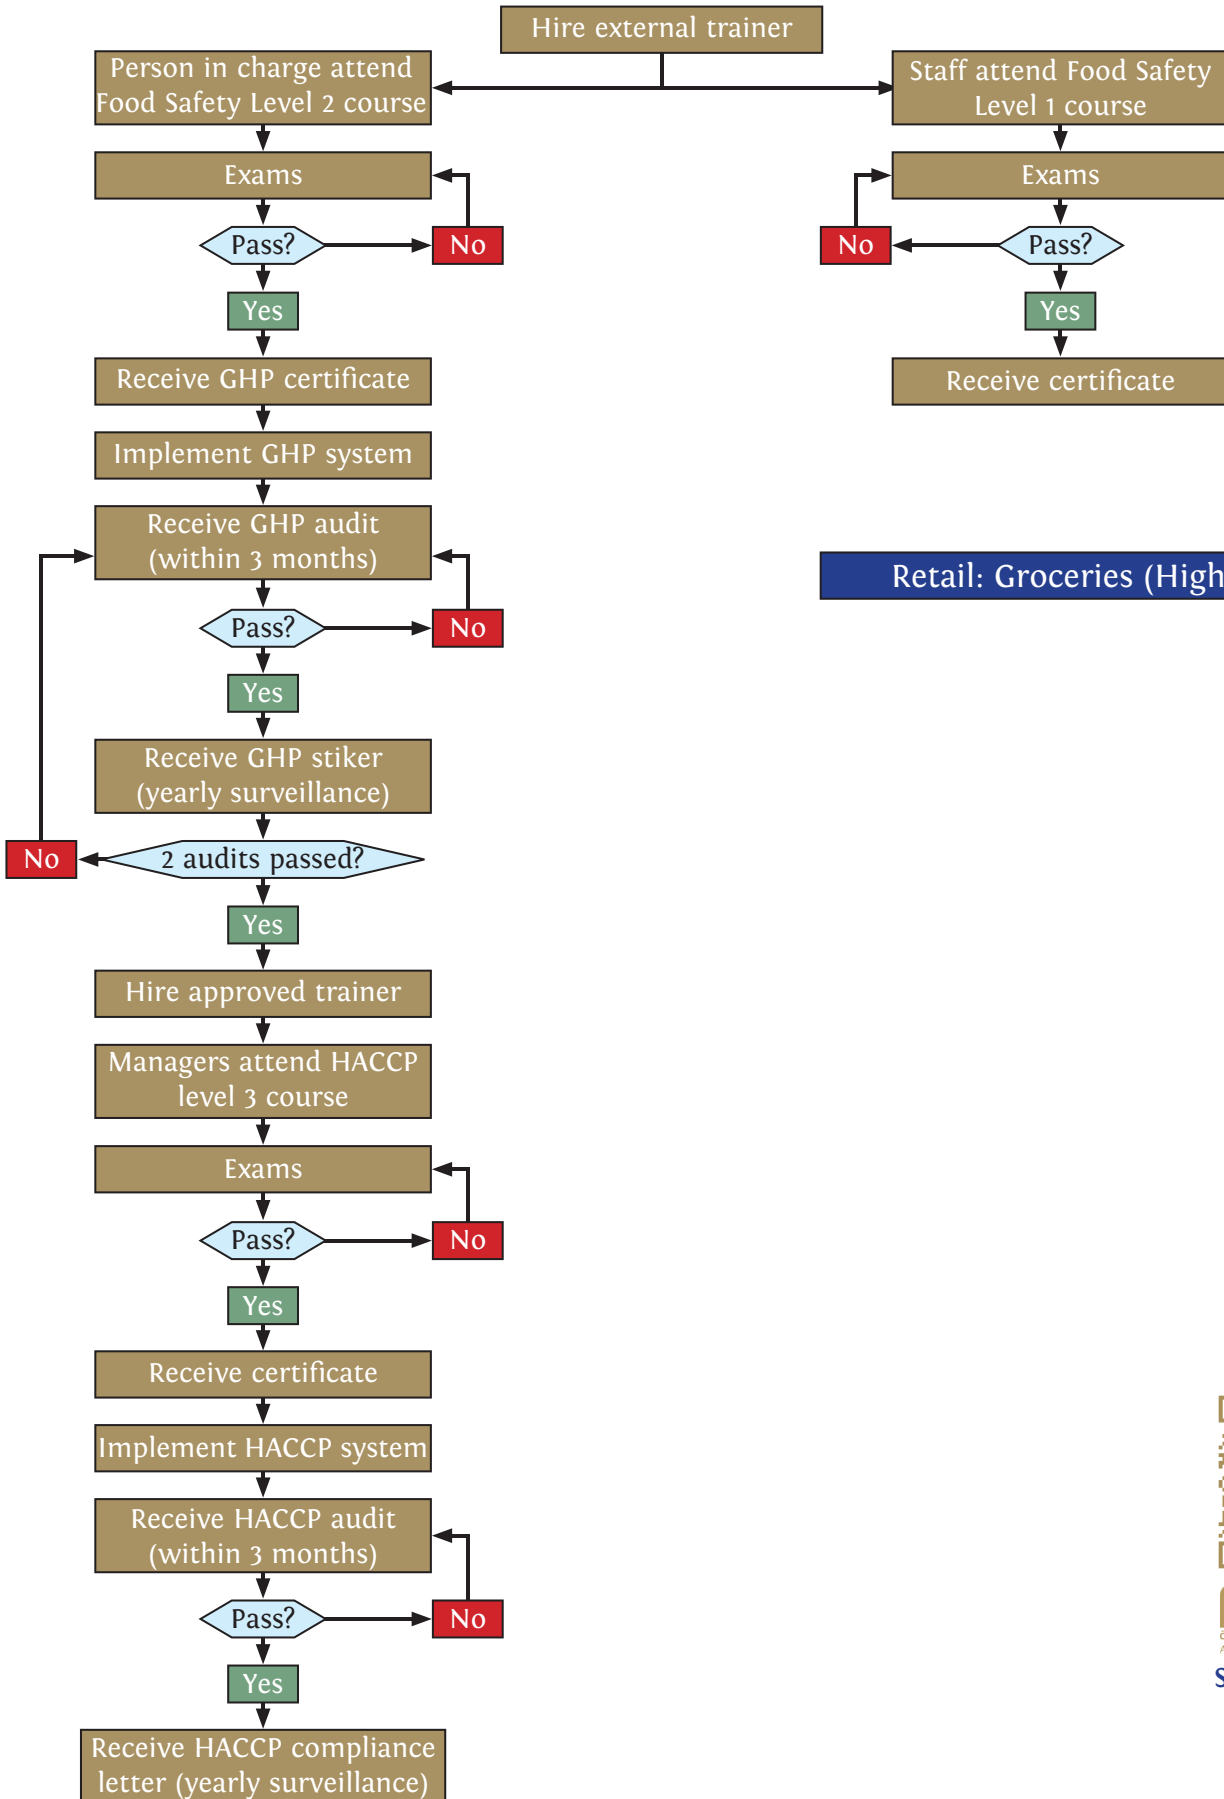 Hire external trainer
Person in charge attend
Food Safety Level 2 course
Staff attend Food Safety
Level 1 course
Exams
Exams
Pass?
No
No
Pass?
Yes
Yes
Receive GHP certificate
Receive certificate
Implement GHP system
Receive GHP audit
(within 3 months)
Retail: Groceries (High
Pass?
No
Yes
Receive GHP stiker
(yearly surveillance)
No
2 audits passed?
Yes
Hire approved trainer
Managers attend HACCP
level 3 course
Exams
Pass?
No
Yes
Receive certificate
Implement HACCP system
Receive HACCP audit
(within 3 months)
Pass?
No
Yes
Receive HACCP compliance
letter (yearly surveillance)